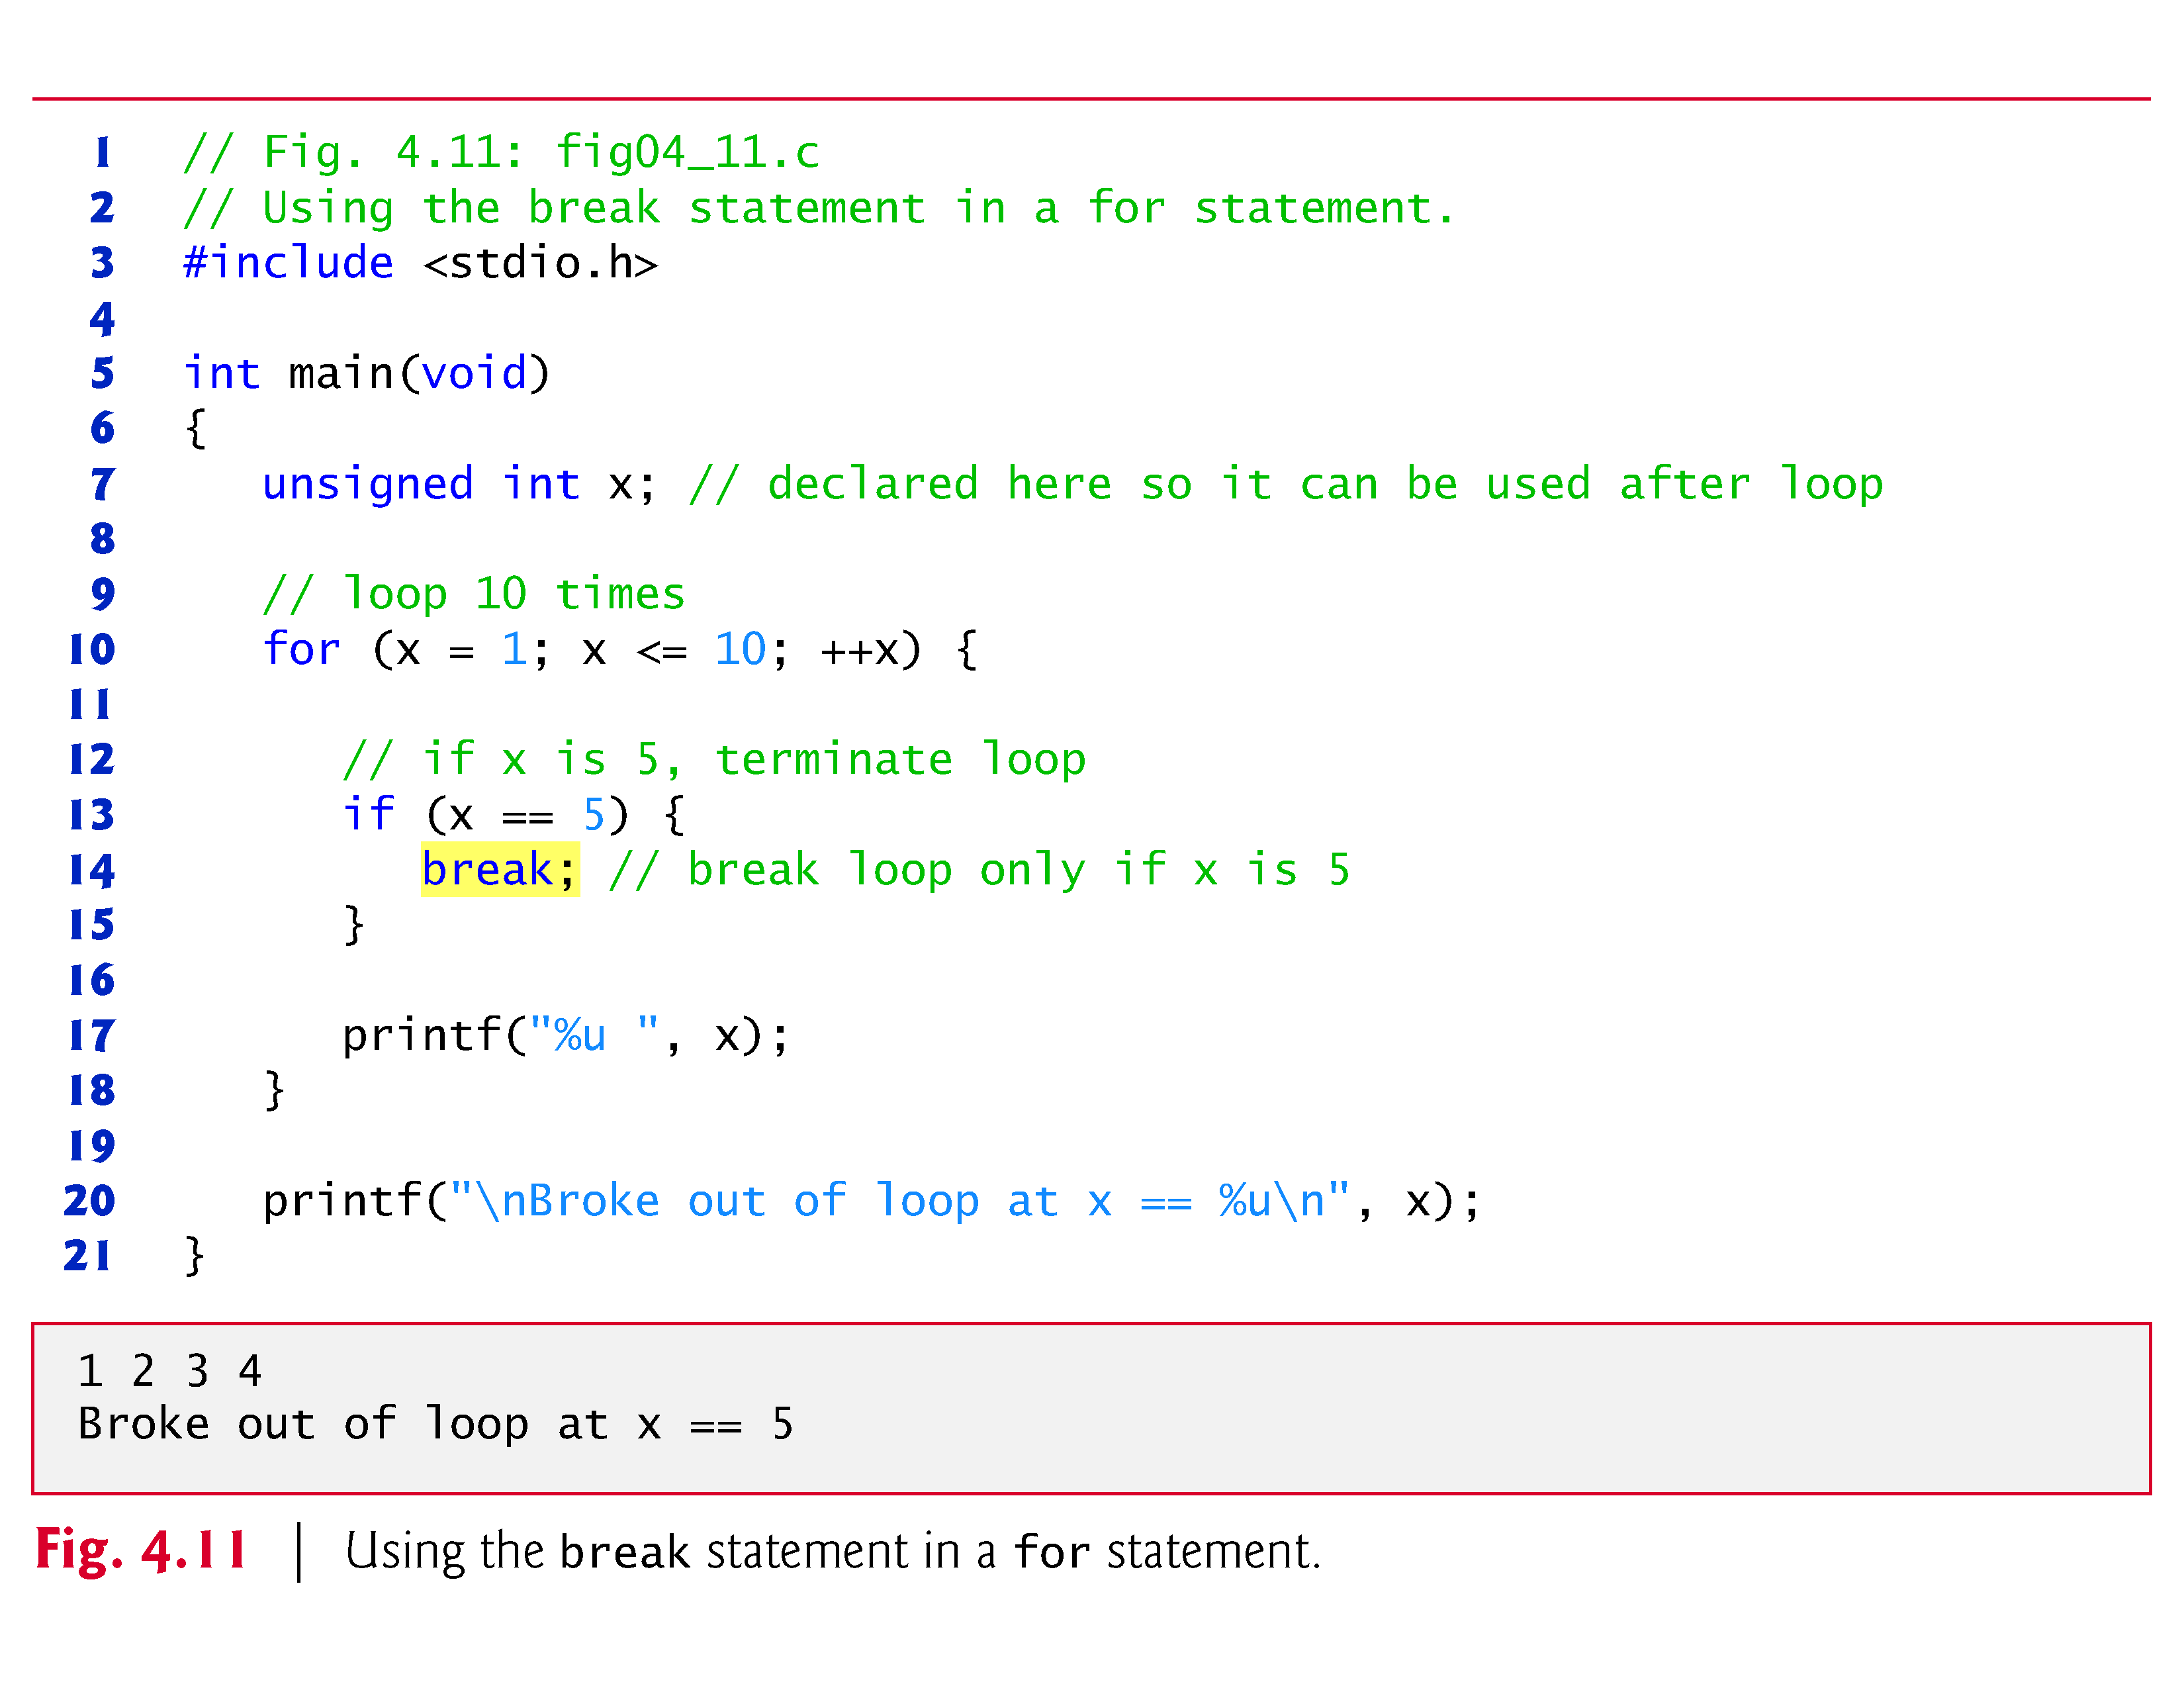 1 // Fig. 4.11: fig04_11.c
2 // Using the break statement in a for statement.
3 #include <stdio.h>
4
5 int main(void)
6 {
7    unsigned int x; // declared here so it can be used after loop
8
9    // loop 10 times
10    for (x = 1; x <= 10; ++x) {
11
12       // if x is 5, terminate loop
13       if (x == 5) {
14          break; // break loop only if x is 5
15       }
16
17       printf("%u ", x);
18    }
19
20    printf("\nBroke out of loop at x == %u\n", x);
21 }
1 2 3 4
Broke out of loop at x == 5
Fig. 4.11 | Using the break statement in a for statement.